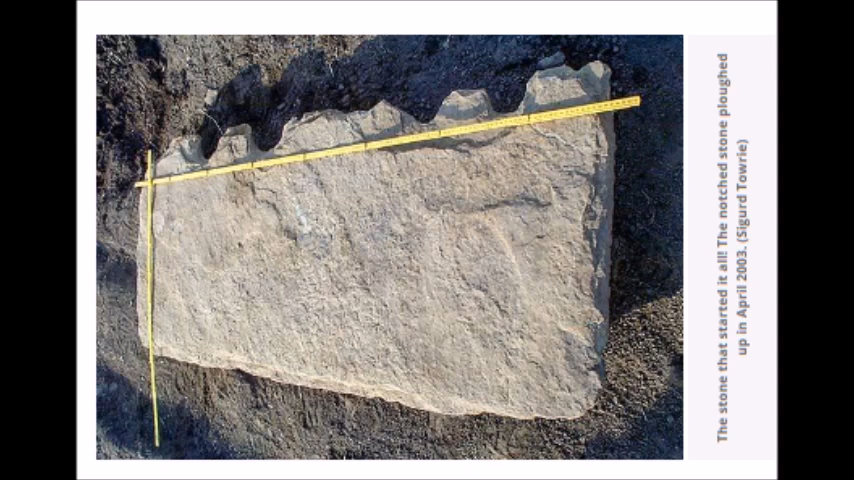 The stone that started it all! The notched stone ploughed
up in April 2003. (Sigurd Towrie)